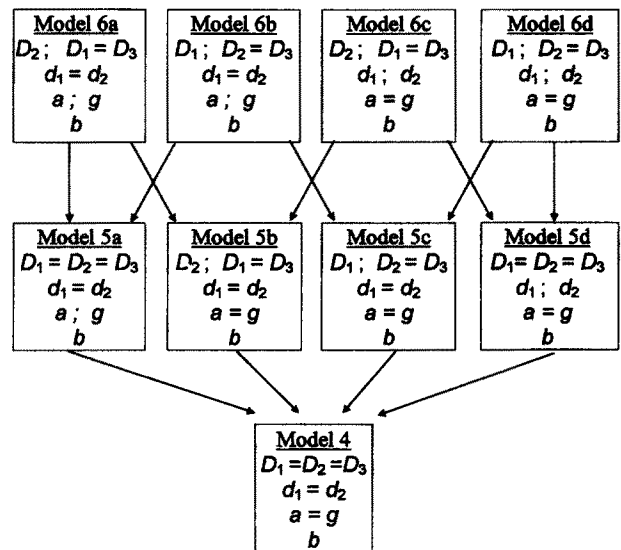 Model 6a
D₂ ; D₁ = D₃
d₁ = d₂
a ; g
b
Model 6b
D₁ ; D₂ = D₃
d₁ = d₂
a ; g
b
Model 6c
D₂ ; D₁ = D₃
d₁ ; d₂
a = g
b
Model 6d
D₁ ; D₂ = D₃
d₁ ; d₂
a = g
b
Model 5a
D₁ = D₂ = D₃
d₁ = d₂
a ; g
b
Model 5b
D₂ ; D₁ = D₃
d₁ = d₂
a = g
b
Model 5c
D₁ ; D₂ = D₃
d₁ = d₂
a = g
b
Model 5d
D₁= D₂ = D₃
d₁ ; d₂
a = g
b
Model 4
D₁ =D₂ =D₃
d₁ = d₂
a = g
b